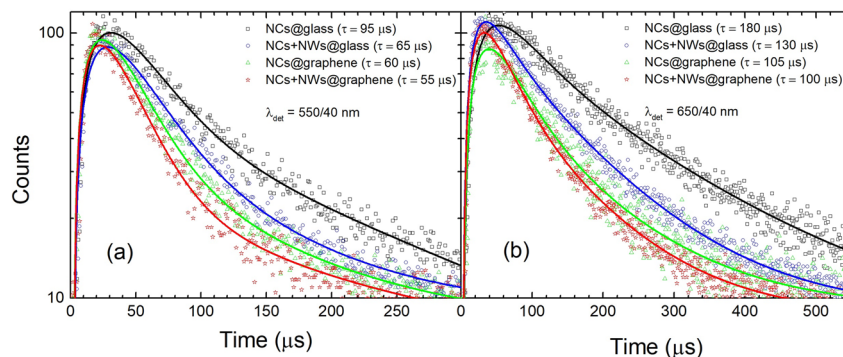 100
10
Counts
NCs@glass (τ = 95 μs)
NCs+NWs@glass (τ = 65 μs)
NCs@graphene (τ = 60 μs)
NCs+NWs@graphene (τ = 55 μs)
λdet = 550/40 nm
(a)
0 50 100 150 200 250
Time (μs)
NCs@glass (τ = 180 μs)
NCs+NWs@glass (τ = 130 μs)
NCs@graphene (τ = 105 μs)
NCs+NWs@graphene (τ = 100 μs)
λdet = 650/40 nm
(b)
0 100 200 300 400 500
Time (μs)